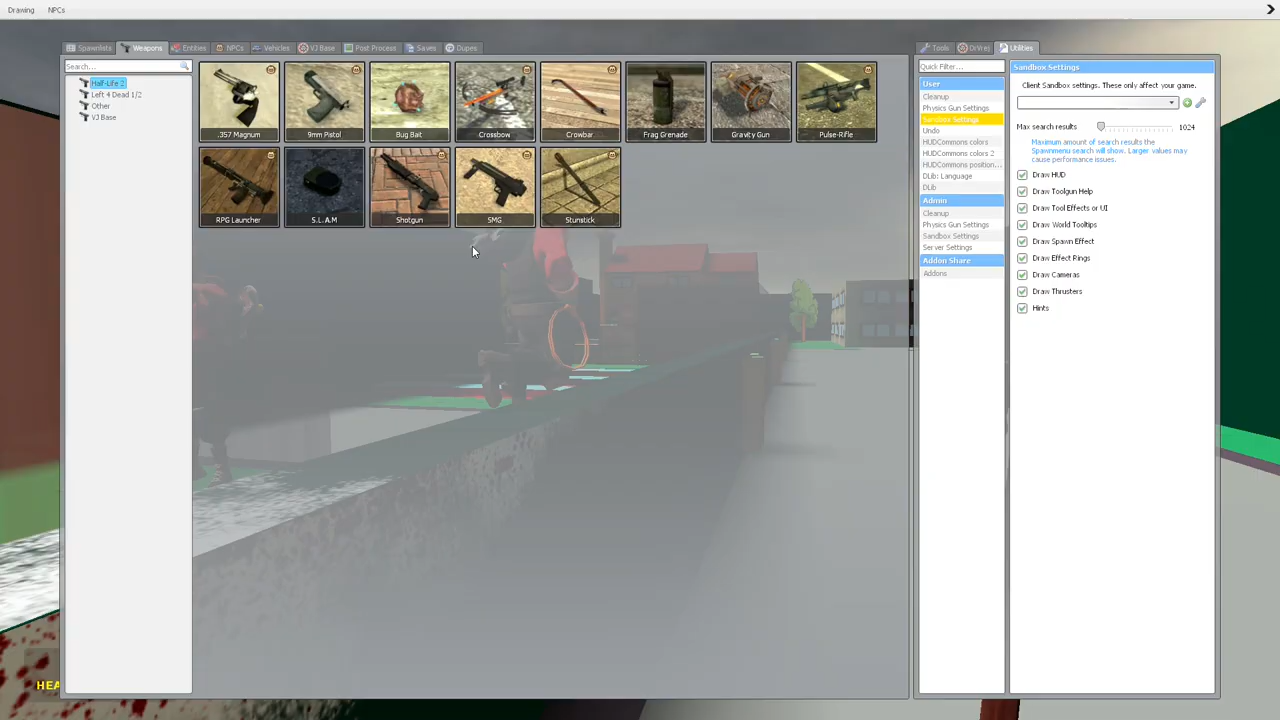 Drawing NPCs
Spawnlists Weapons Entities NPCs Vehicles VJ Base Post Process Saves Dupes
Search...
Half-Life 2
Left 4 Dead 1/2
Other
VJ Base
.357 Magnum 9mm Pistol Bug Bait Crossbow Crowbar Frag Grenade Gravity Gun Pulse-Rifle
RPG Launcher S.L.A.M Shotgun SMG Stunstick
Tools Utilities
Quick Filter...
User
Cleanup
Physics Gun Settings
Sandbox Settings
Undo
HUDCommons colors
HUDCommons colors 2
HUDCommons position...
DLib: Language
DLib
Admin
Cleanup
Physics Gun Settings
Sandbox Settings
Server Settings
Addon Share
Addons
Sandbox Settings
Client Sandbox settings. These only affect your game.
Max search results 1024
Maximum amount of search results the
Spawnmenu search will show. Larger values may
cause performance issues.
Draw HUD
Draw Toolgun Help
Draw Tool Effects or UI
Draw World Tooltips
Draw Spawn Effect
Draw Effect Rings
Draw Cameras
Draw Thrusters
Hints
HEA